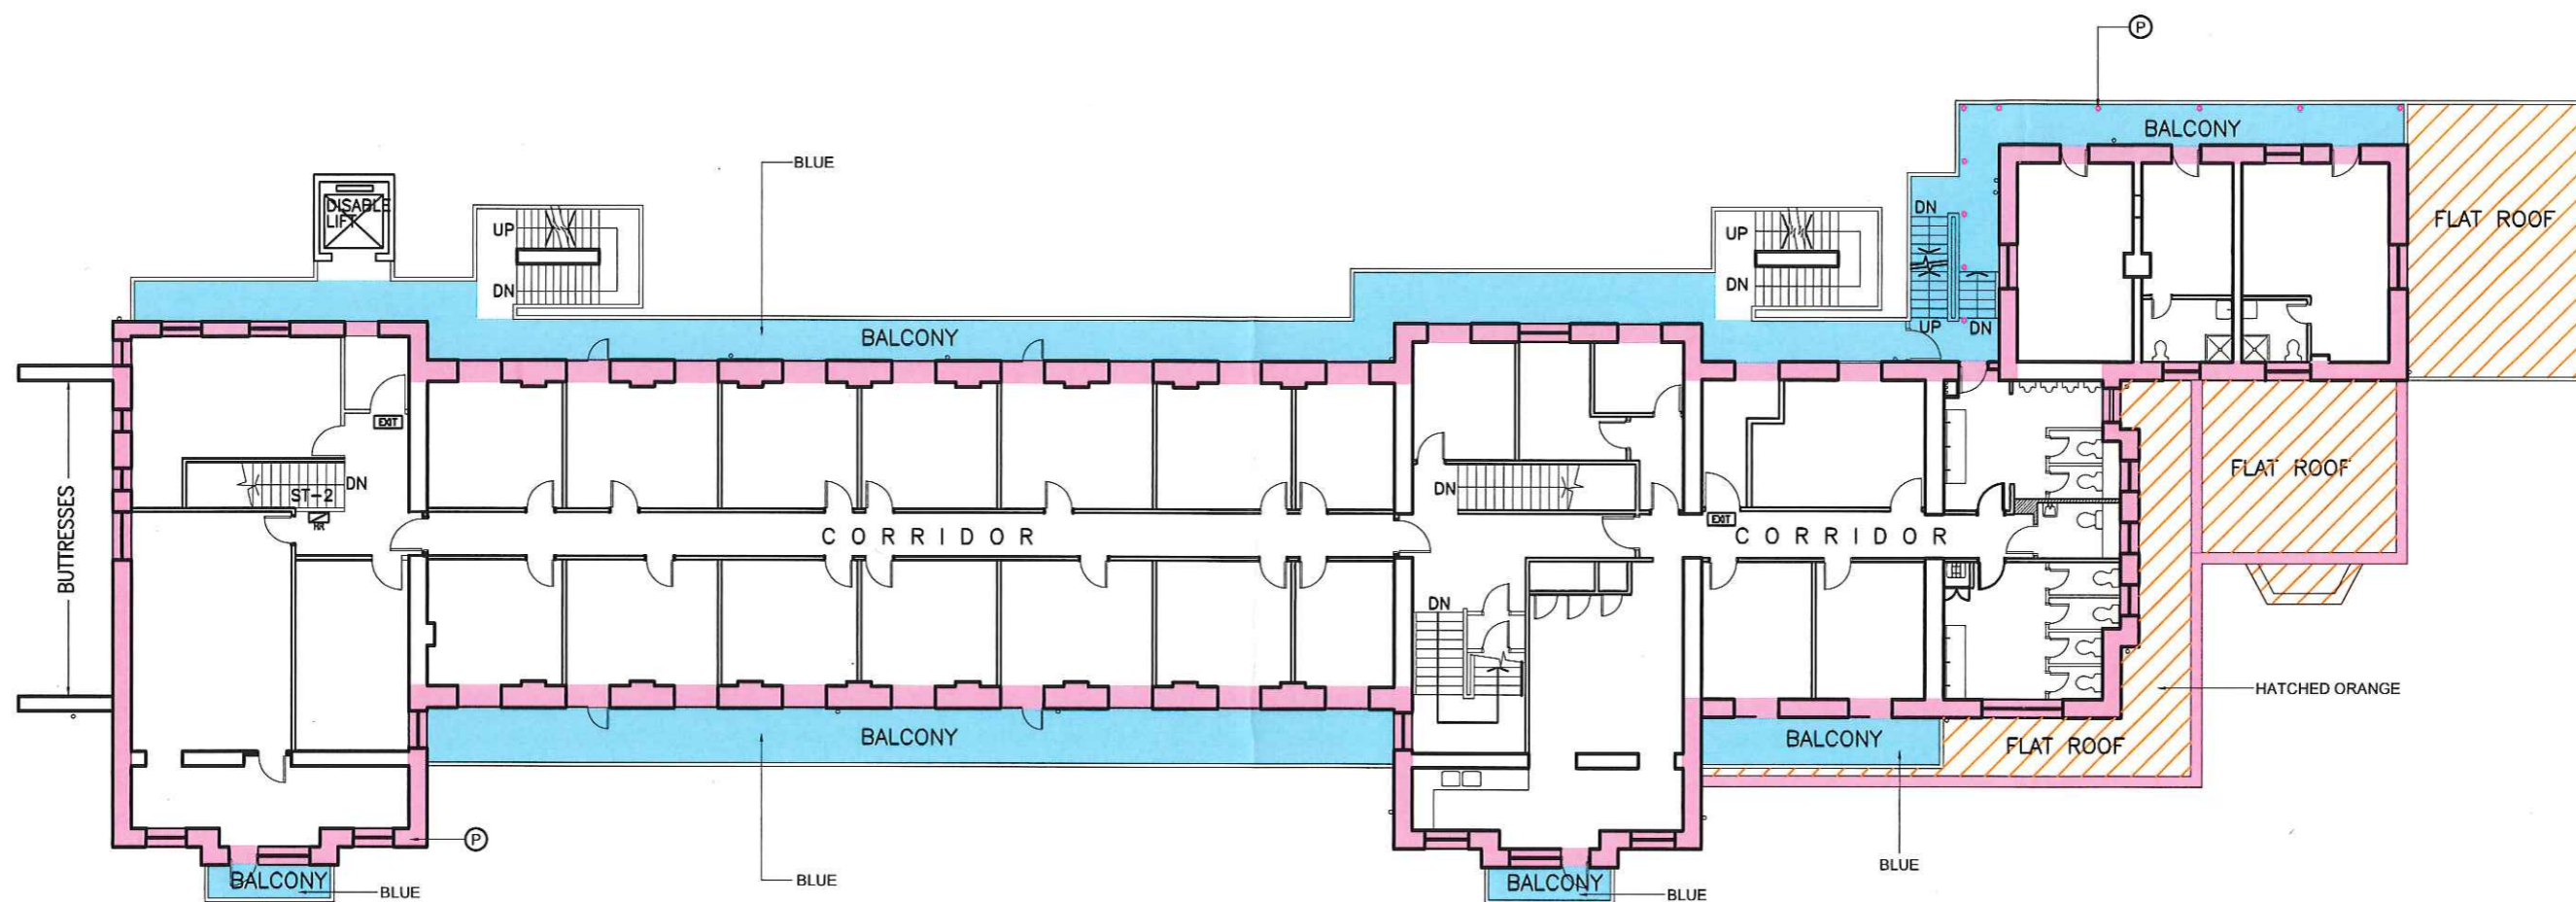 P
BALCONY
BLUE
DISABLE
LIFT
UP
DN
UP
DN
DN
UP
DN
FLAT ROOF
BALCONY
BALCONY
EXIT
DN
ST-2
HR
BUTTRESSES
CORRIDOR
DN
EXIT
CORRIDOR
FLAT ROOF
DN
HATCHED ORANGE
BALCONY
BALCONY
FLAT ROOF
P
BLUE
BLUE
BALCONY
BLUE
BALCONY
BLUE